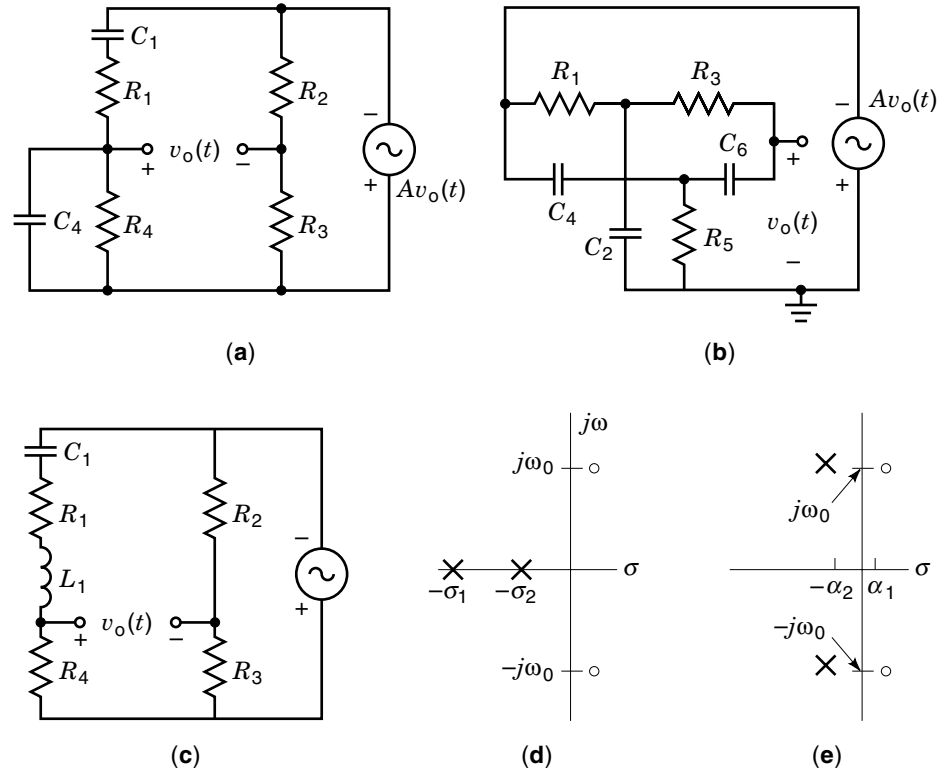 C1
R1
R2
−
+ vo(t) −
+ Avo(t)
C4
R4
R3
(a)
R1
R3
− Avo(t)
C6
+
+
C4
C2
R5
vo(t)
−
(b)
C1
R1
R2
−
L1
+
+ vo(t) −
R4
R3
(c)
jω
jω0
−σ1 −σ2 σ
−jω0
(d)
jω0
−α2 α1 σ
−jω0
(e)